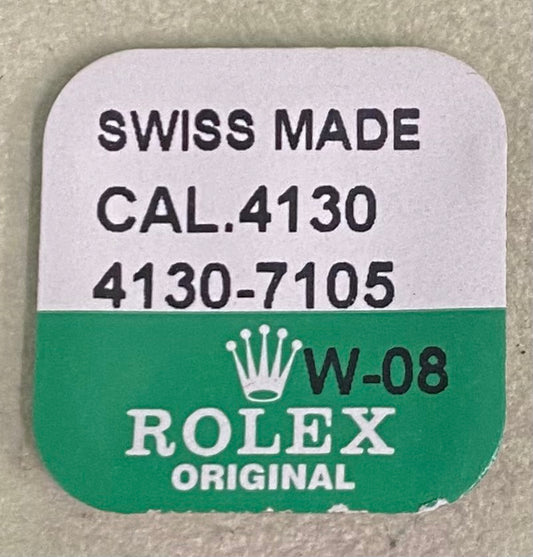 SWISS MADE
CAL.4130
4130-7105
W-08
ROLEX
ORIGINAL